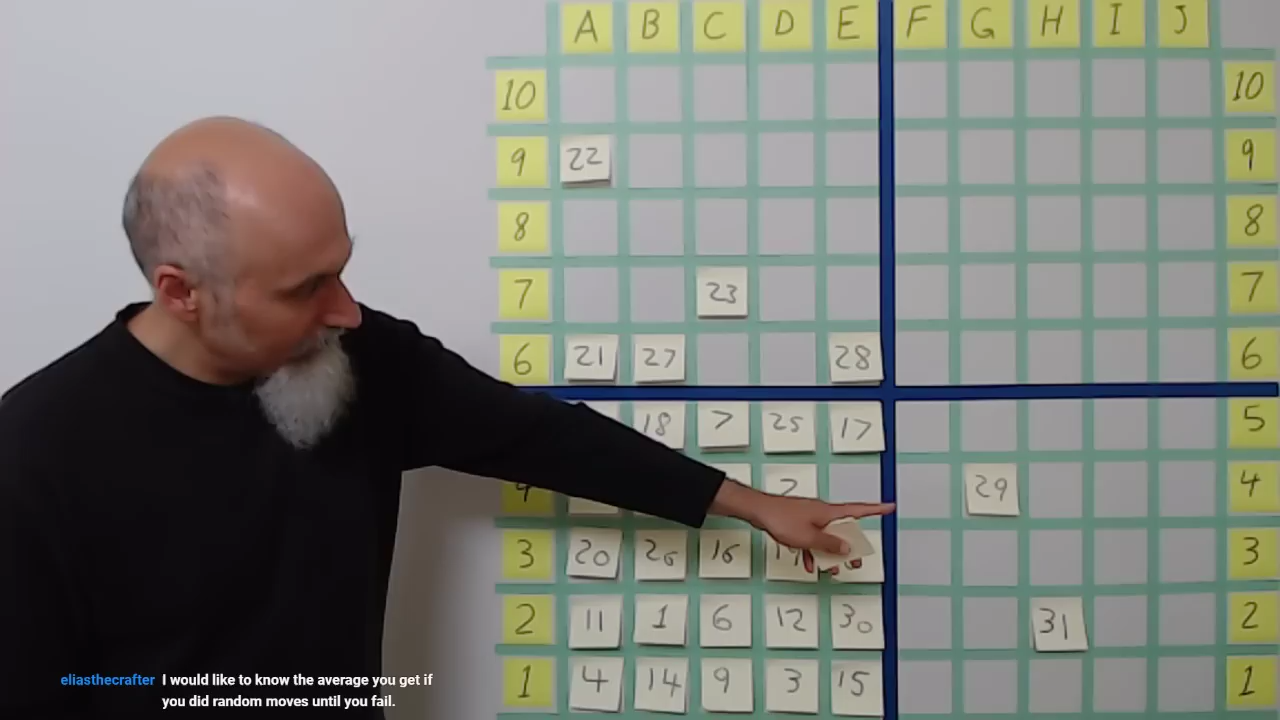 A B C D E F G H I J
10 10
9 22 9
8 8
7 23 7
6 21 27 28 6
18 7 25 17 5
4 2 29 4
3 20 26 16 19 3
2 11 1 6 12 30 31 2
1 4 14 9 3 15 1
eliasthecrafter I would like to know the average you get if
you did random moves until you fail.